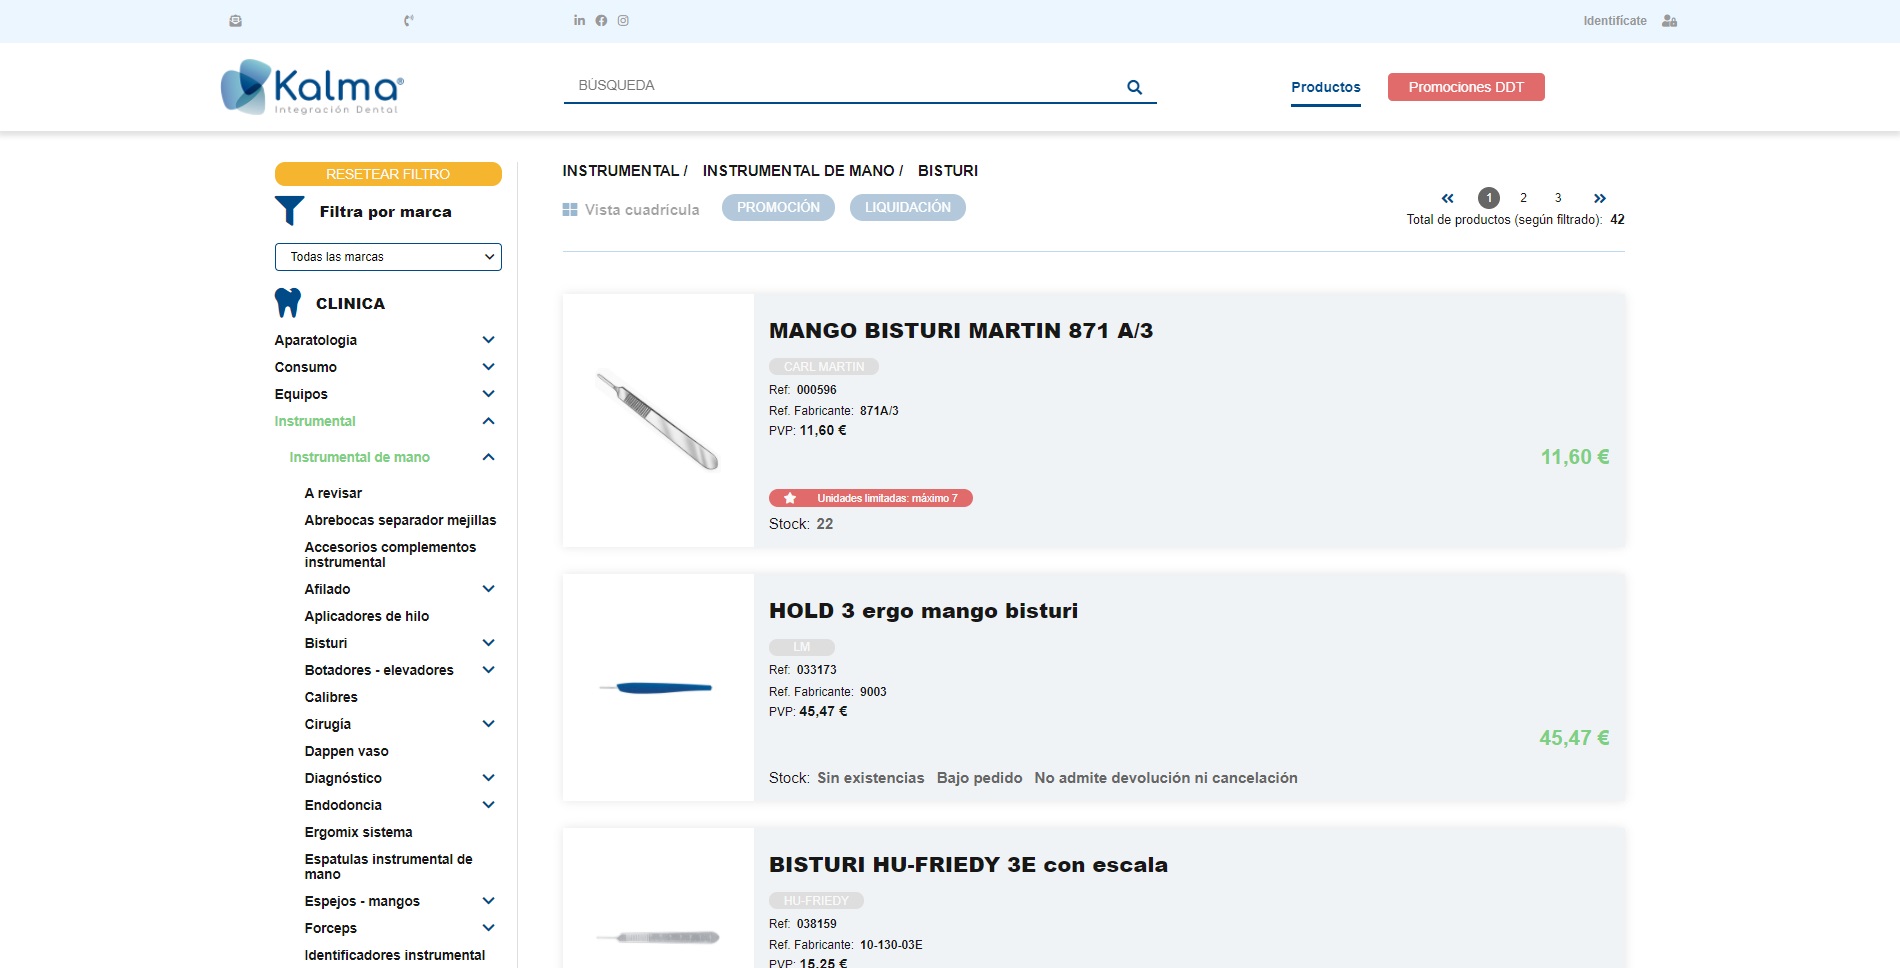 Identifícate
Kalma®
Integración Dental
BÚSQUEDA
Productos
Promociones DDT
RESETEAR FILTRO
Filtra por marca
Todas las marcas
CLINICA
Aparatología
Consumo
Equipos
Instrumental
Instrumental de mano
A revisar
Abrebocas separador mejillas
Accesorios complementos
instrumental
Afilado
Aplicadores de hilo
Bisturi
Botadores - elevadores
Calibres
Cirugía
Dappen vaso
Diagnóstico
Endodoncia
Ergomix sistema
Espatulas instrumental de
mano
Espejos - mangos
Forceps
Identificadores instrumental
INSTRUMENTAL / INSTRUMENTAL DE MANO / BISTURI
Vista cuadrícula PROMOCIÓN LIQUIDACIÓN
« 1 2 3 »
Total de productos (según filtrado): 42
MANGO BISTURI MARTIN 871 A/3
CARL MARTIN
Ref: 000596
Ref. Fabricante: 871A/3
PVP: 11,60 €
11,60 €
Unidades limitadas: máximo 7
Stock: 22
HOLD 3 ergo mango bisturi
LM
Ref: 033173
Ref. Fabricante: 9003
PVP: 45,47 €
45,47 €
Stock: Sin existencias Bajo pedido No admite devolución ni cancelación
BISTURI HU-FRIEDY 3E con escala
HU-FRIEDY
Ref: 038159
Ref. Fabricante: 10-130-03E
PVP: 15,25 €